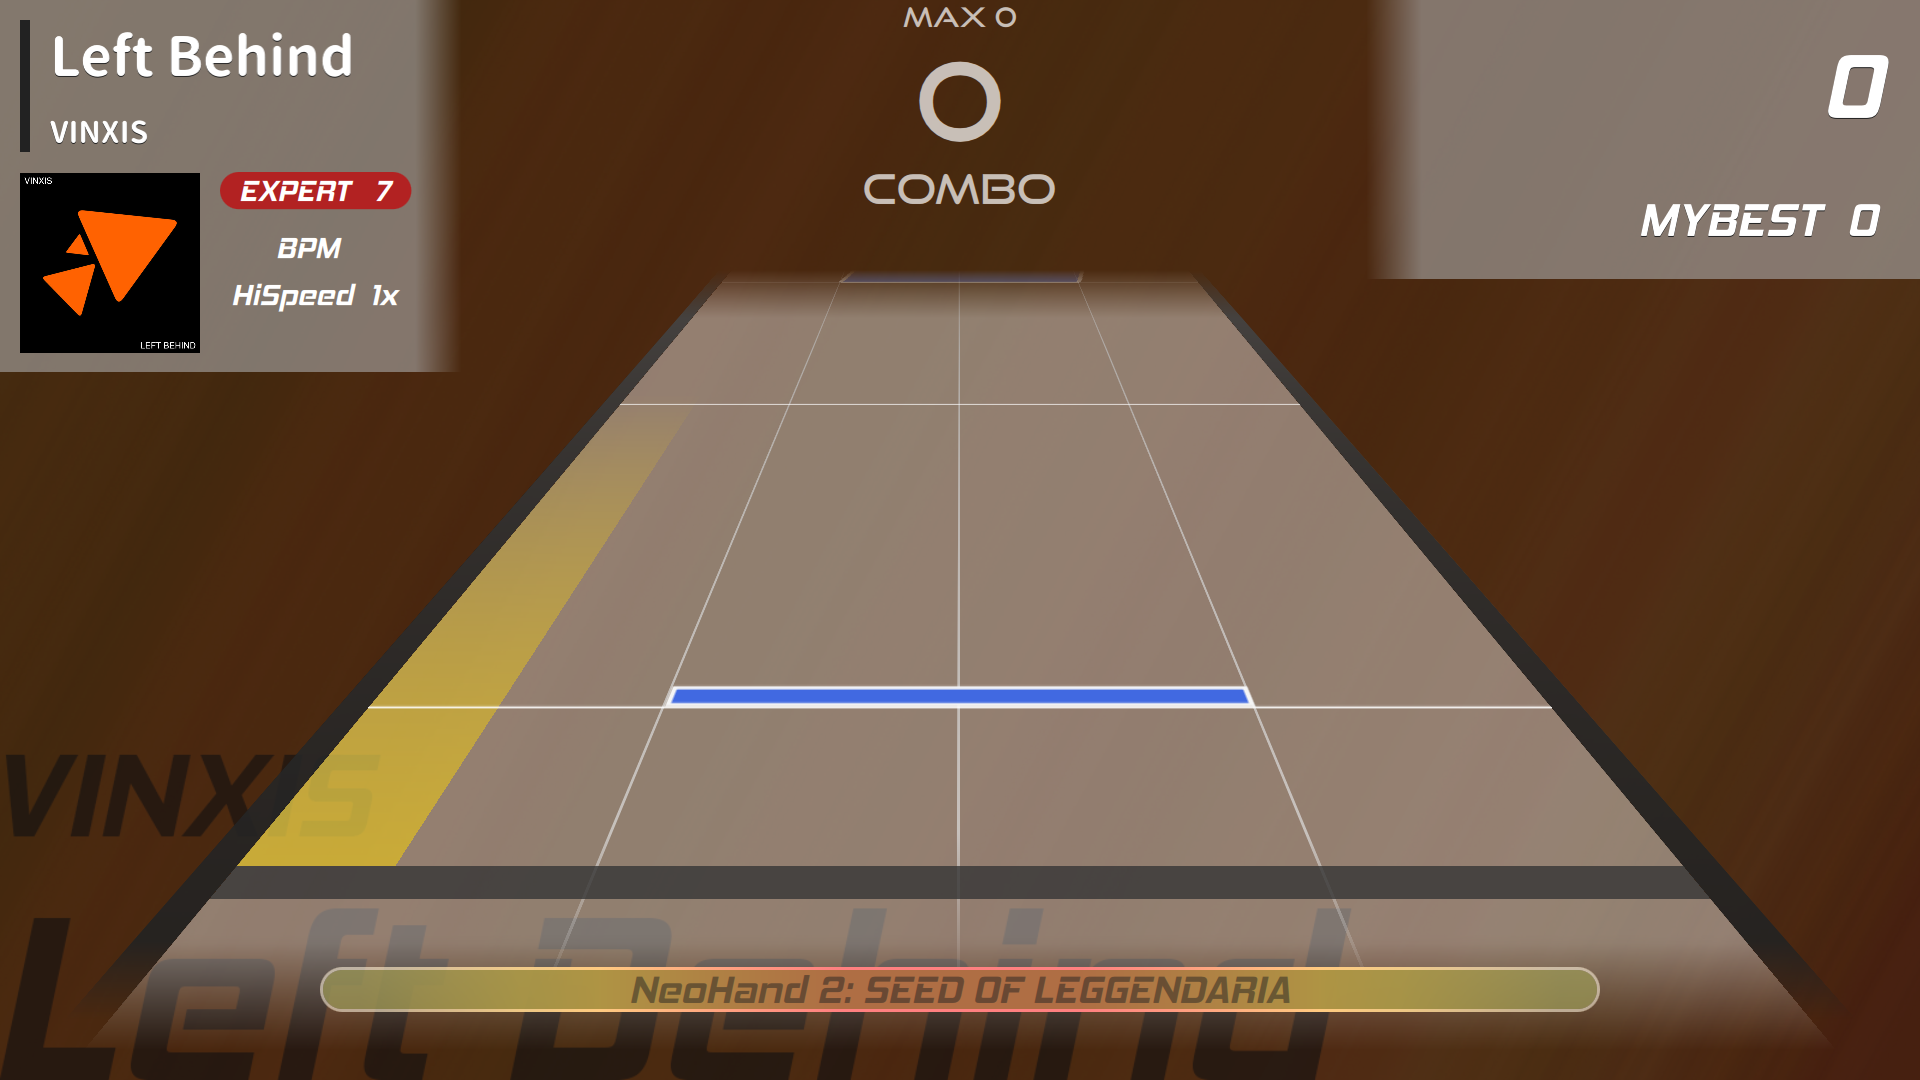 Left Behind
VINXIS
VINXIS
LEFT BEHIND
EXPERT 7
BPM
HiSpeed 1x
MAX 0
0
COMBO
0
MYBEST 0
VINXIS
Left Behind
NeoHand 2: SEED OF LEGGENDARIA